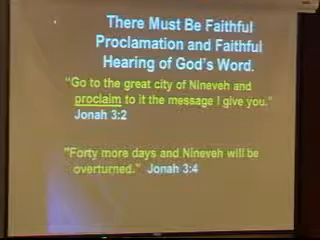 There Must Be Faithful
Proclamation and Faithful
Hearing of God's Word.
"Go to the great city of Nineveh and
proclaim to it the message I give you."
Jonah 3:2
"Forty more days and Nineveh will be
overturned." Jonah 3:4